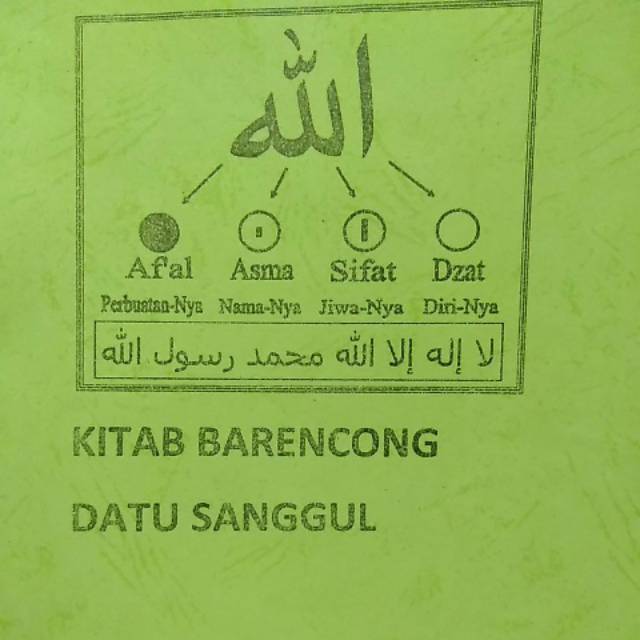 الله
Af'al Asma Sifat Dzat
Perbuatan-Nya Nama-Nya Jiwa-Nya Diri-Nya
لا إله إلا الله محمد رسول الله
KITAB BARENCONG
DATU SANGGUL